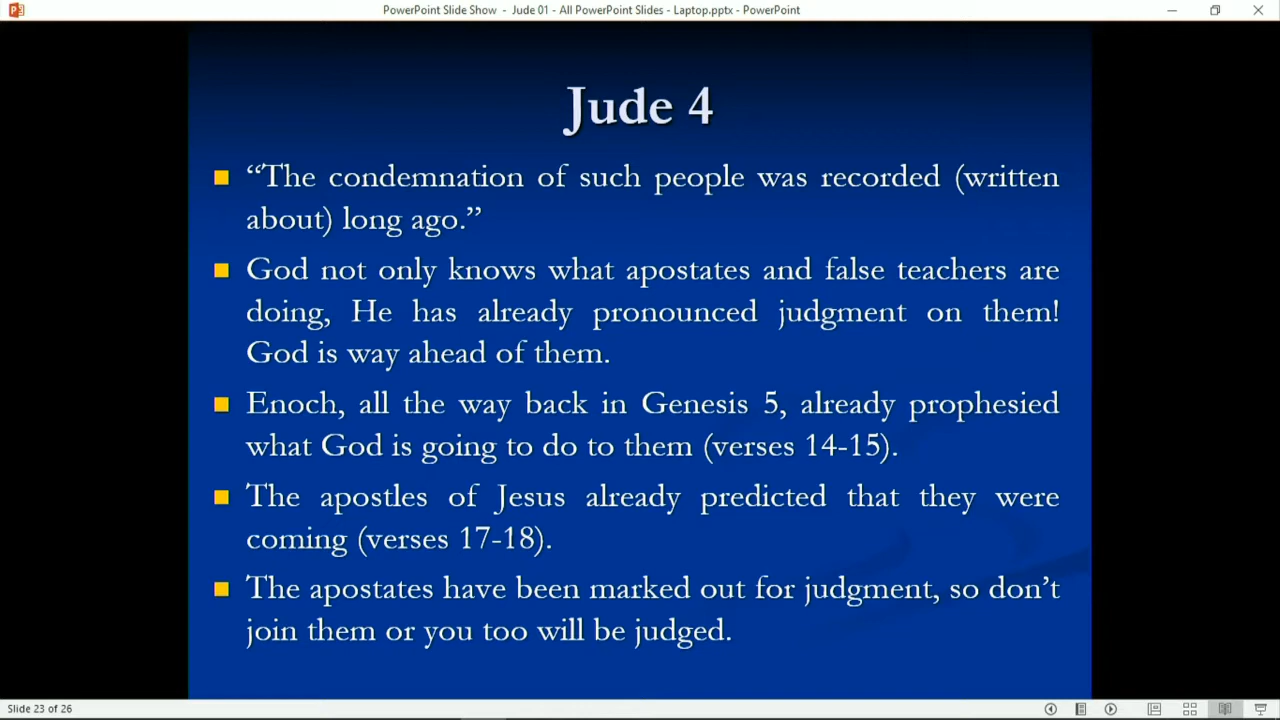 PowerPoint Slide Show - Jude 01 - All PowerPoint Slides - Laptop.pptx - PowerPoint
Jude 4
“The condemnation of such people was recorded (written
about) long ago.”
God not only knows what apostates and false teachers are
doing, He has already pronounced judgment on them!
God is way ahead of them.
Enoch, all the way back in Genesis 5, already prophesied
what God is going to do to them (verses 14-15).
The apostles of Jesus already predicted that they were
coming (verses 17-18).
The apostates have been marked out for judgment, so don’t
join them or you too will be judged.
Slide 23 of 26